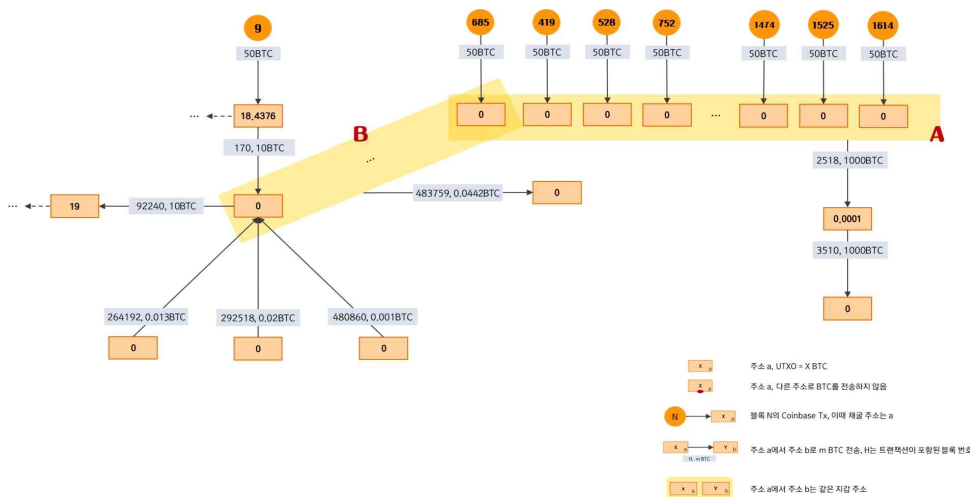 9
685
419
528
752
1474
1525
1614
50BTC
50BTC
50BTC
50BTC
50BTC
50BTC
50BTC
50BTC
...
18.4376
0
0
0
0
...
0
0
0
B
A
170, 10BTC
...
2518, 1000BTC
483759, 0.0442BTC
0
...
19
92240, 10BTC
0
0.0001
3510, 1000BTC
264192, 0.013BTC
292518, 0.02BTC
480860, 0.001BTC
0
0
0
0
X a
주소 a, UTXO = X BTC
X a
주소 a, 다른 주소로 BTC를 전송하지 않음
N
X a
블록 N의 Coinbase Tx, 이때 채굴 주소는 a
X a
Y b
H, m BTC
주소 a에서 주소 b로 m BTC 전송, H는 트랜잭션이 포함된 블록 번호
X a
Y b
주소 a에서 주소 b는 같은 지갑 주소